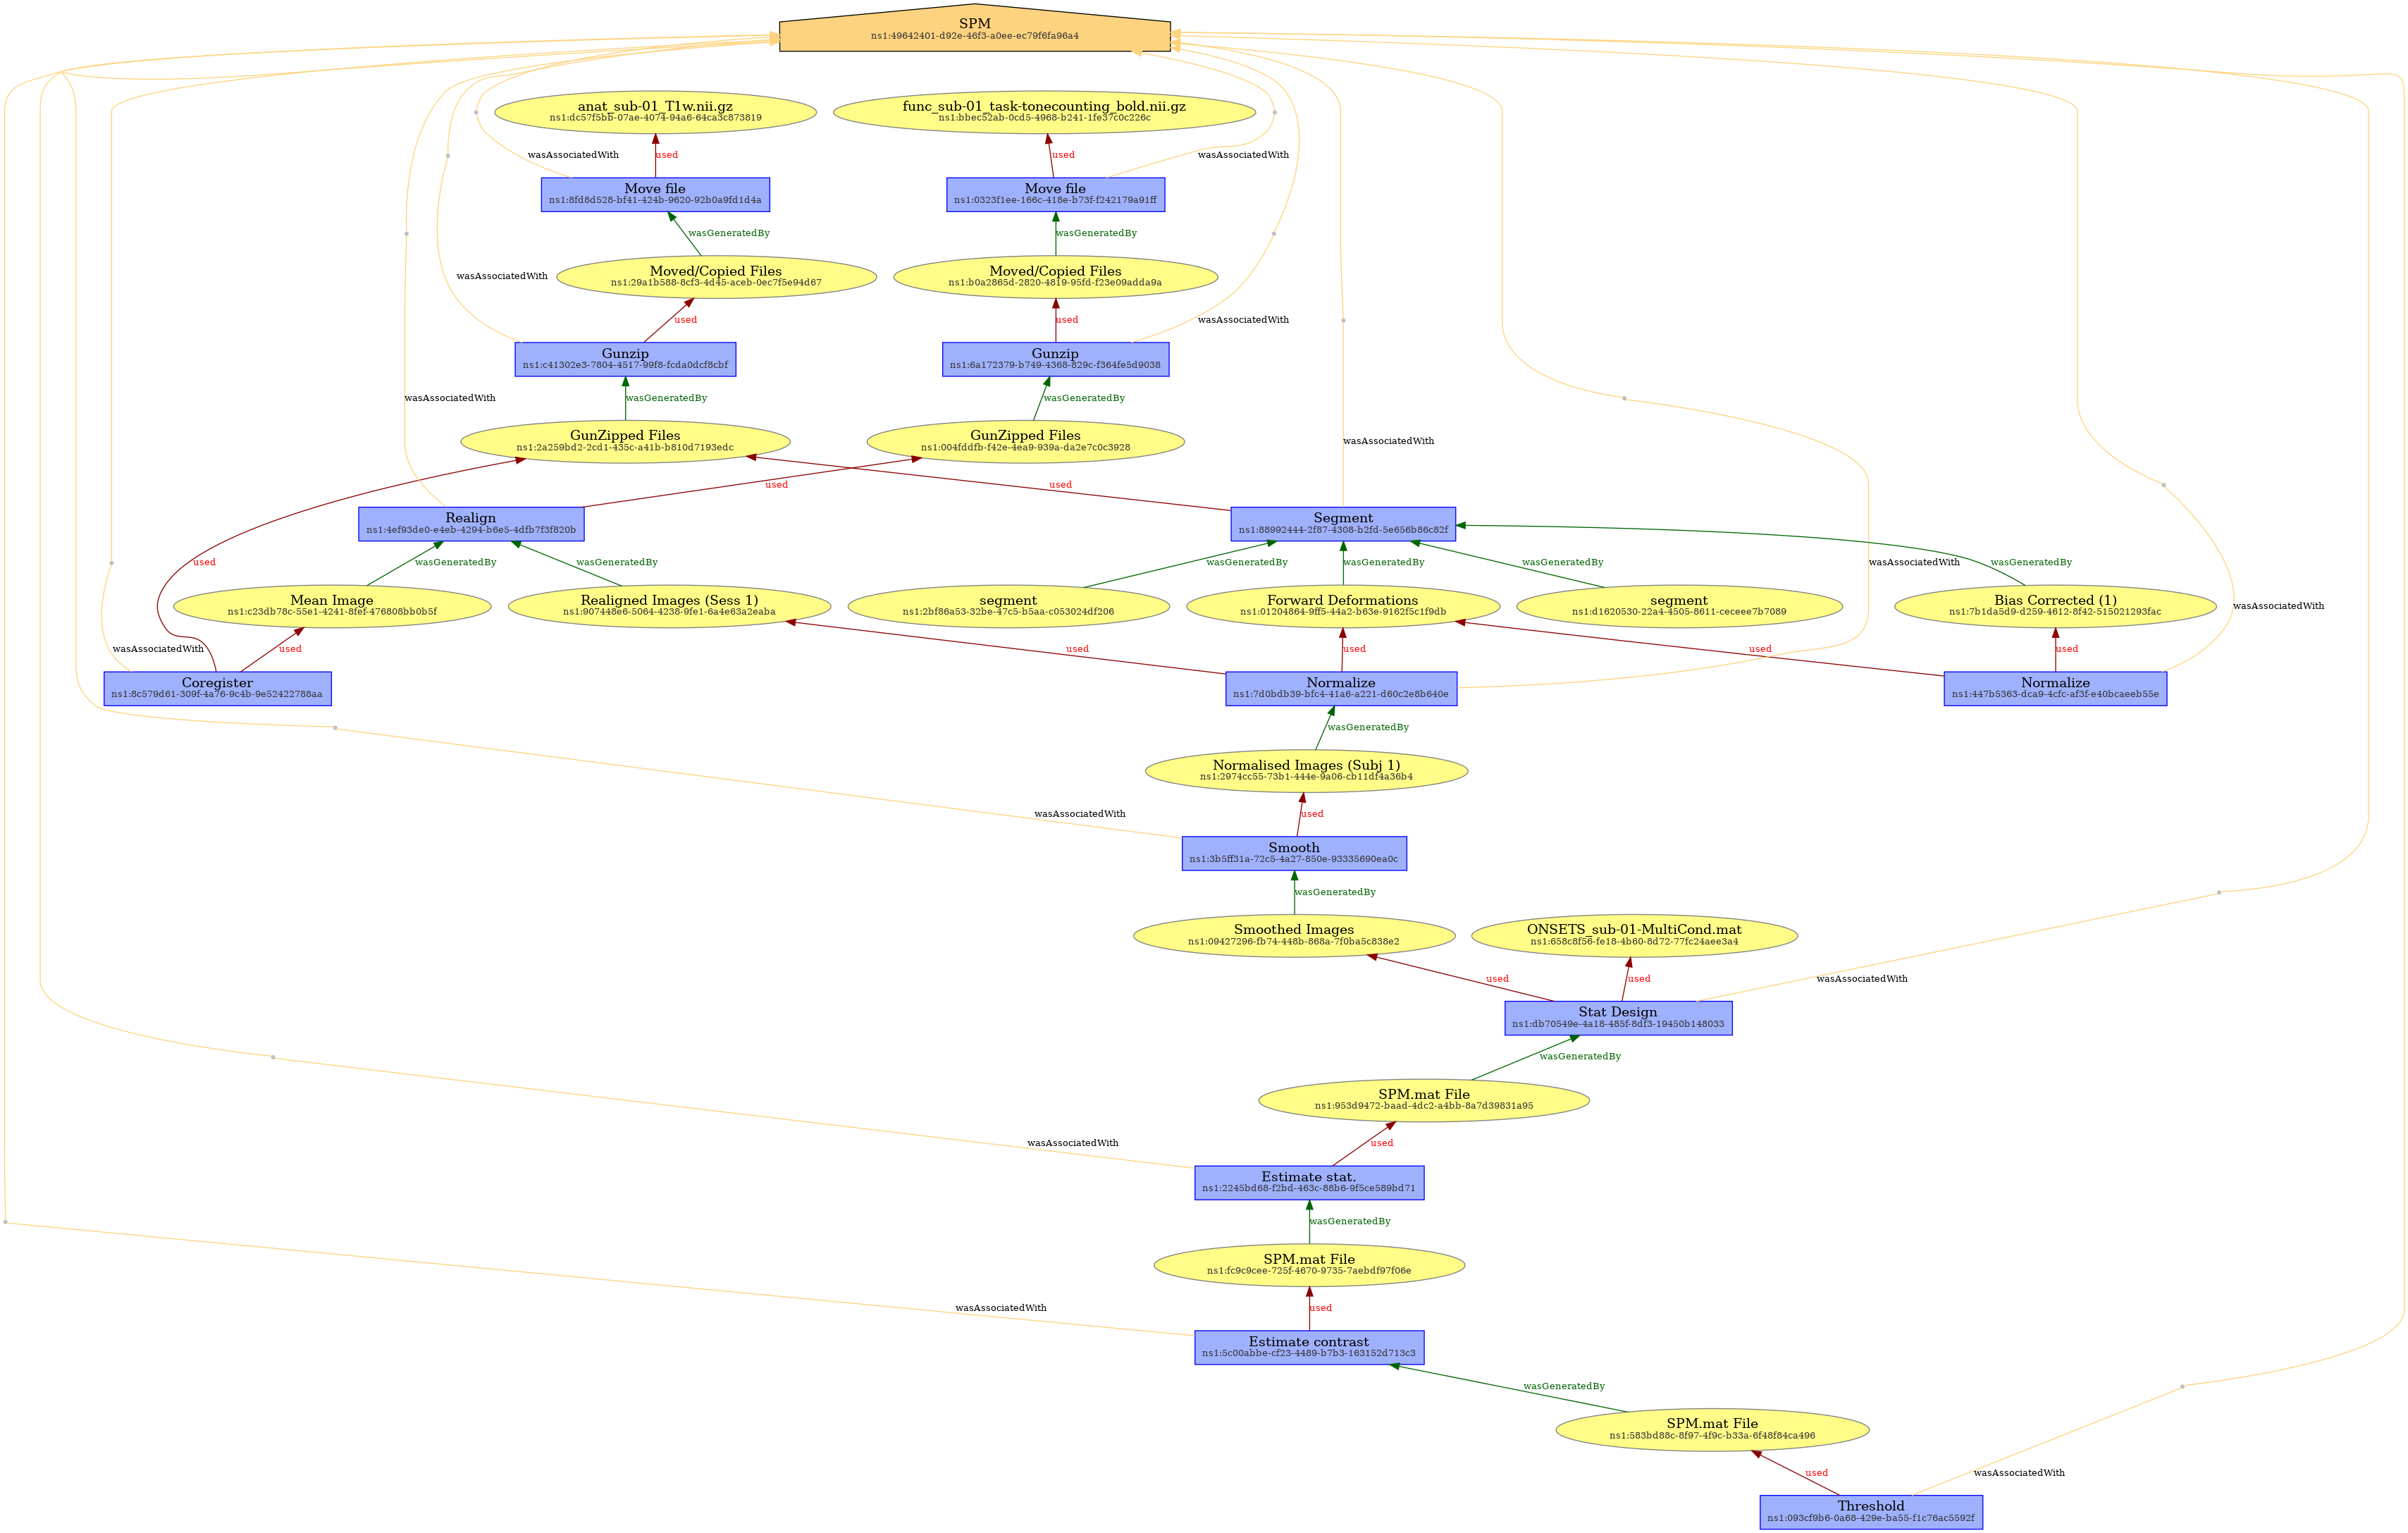 SPM
ns1:49642401-d92e-46f3-a0ee-ec79f6fa96a4
anat_sub-01_T1w.nii.gz
ns1:dc57f5bb-07ae-4074-94a6-64ca3c873819
func_sub-01_task-tonecounting_bold.nii.gz
ns1:bbec52ab-0cd5-4968-b241-1fe37c0c226c
wasAssociatedWith
used
used
wasAssociatedWith
Move file
ns1:8fd8d528-bf41-424b-9620-92b0a9fd1d4a
Move file
ns1:0323f1ee-166c-418e-b73f-f242179a91ff
wasGeneratedBy
wasGeneratedBy
wasAssociatedWith
Moved/Copied Files
ns1:29a1b588-8cf3-4d45-aceb-0ec7f5e94d67
Moved/Copied Files
ns1:b0a2865d-2820-4819-95fd-f23e09adda9a
used
used
wasAssociatedWith
Gunzip
ns1:c41302e3-7804-4517-99f8-fcda0dcf8cbf
Gunzip
ns1:6a172379-b749-4368-829c-f364fe5d9038
wasAssociatedWith
wasGeneratedBy
wasGeneratedBy
GunZipped Files
ns1:2a259bd2-2cd1-435c-a41b-b810d7193edc
GunZipped Files
ns1:004fddfb-f42e-4ea9-939a-da2e7c0c3928
wasAssociatedWith
used
used
Realign
ns1:4ef93de0-e4eb-4294-b6e5-4dfb7f3f820b
Segment
ns1:88992444-2f87-4308-b2fd-5e656b86c82f
used
wasGeneratedBy
wasGeneratedBy
wasGeneratedBy
wasGeneratedBy
wasGeneratedBy
wasAssociatedWith
wasGeneratedBy
Mean Image
ns1:c23db78c-55e1-4241-8fef-476808bb0b5f
Realigned Images (Sess 1)
ns1:907448e6-5064-4238-9fe1-6a4e63a2eaba
segment
ns1:2bf86a53-32be-47c5-b5aa-c053024df206
Forward Deformations
ns1:01204864-9ff5-44a2-b63e-9162f5c1f9db
segment
ns1:d1620530-22a4-4505-8611-ceceee7b7089
Bias Corrected (1)
ns1:7b1da5d9-d259-4612-8f42-515021293fac
wasAssociatedWith
wasAssociatedWith
used
used
used
used
used
Coregister
ns1:8c579d61-309f-4a76-9c4b-9e52422788aa
Normalize
ns1:7d0bdb39-bfc4-41a6-a221-d60c2e8b640e
Normalize
ns1:447b5363-dca9-4cfc-af3f-e40bcaeeb55e
wasGeneratedBy
Normalised Images (Subj 1)
ns1:2974cc55-73b1-444e-9a06-cb11df4a36b4
wasAssociatedWith
used
Smooth
ns1:3b5ff31a-72c5-4a27-850e-93335690ea0c
wasGeneratedBy
Smoothed Images
ns1:09427296-fb74-448b-868a-7f0ba5c838e2
ONSETS_sub-01-MultiCond.mat
ns1:658c8f56-fe18-4b60-8d72-77fc24aee3a4
used
used
wasAssociatedWith
Stat Design
ns1:db70549e-4a18-485f-8df3-19450b148033
wasGeneratedBy
SPM.mat File
ns1:953d9472-baad-4dc2-a4bb-8a7d39831a95
wasAssociatedWith
used
Estimate stat.
ns1:2245bd68-f2bd-463c-88b6-9f5ce589bd71
wasGeneratedBy
SPM.mat File
ns1:fc9c9cee-725f-4670-9735-7aebdf97f06e
wasAssociatedWith
used
Estimate contrast
ns1:5c00abbe-cf23-4489-b7b3-163152d713c3
wasGeneratedBy
SPM.mat File
ns1:583bd88c-8f97-4f9c-b33a-6f48f84ca496
used
wasAssociatedWith
Threshold
ns1:093cf9b6-0a68-429e-ba55-f1c76ac5592f